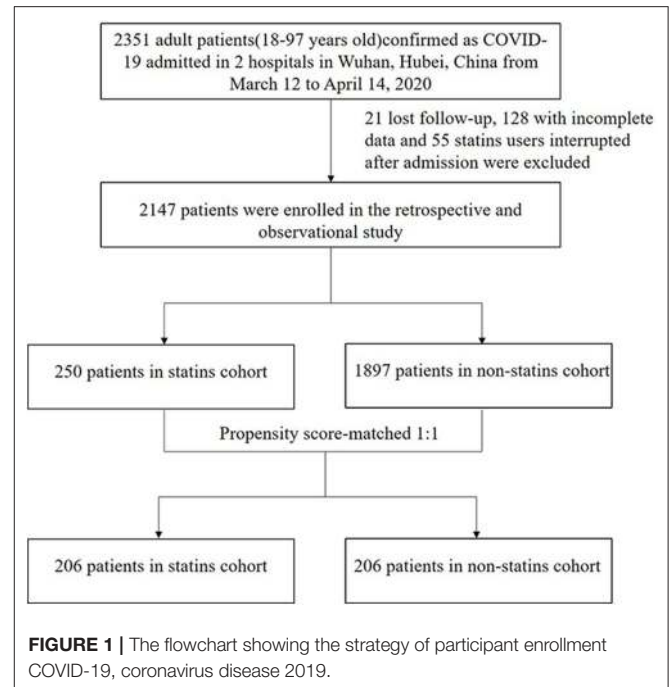 2351 adult patients(18-97 years old)confirmed as COVID-
19 admitted in 2 hospitals in Wuhan, Hubei, China from
March 12 to April 14, 2020
21 lost follow-up, 128 with incomplete
data and 55 statins users interrupted
after admission were excluded
2147 patients were enrolled in the retrospective and
observational study
250 patients in statins cohort
1897 patients in non-statins cohort
Propensity score-matched 1:1
206 patients in statins cohort
206 patients in non-statins cohort
FIGURE 1 | The flowchart showing the strategy of participant enrollment
COVID-19, coronavirus disease 2019.